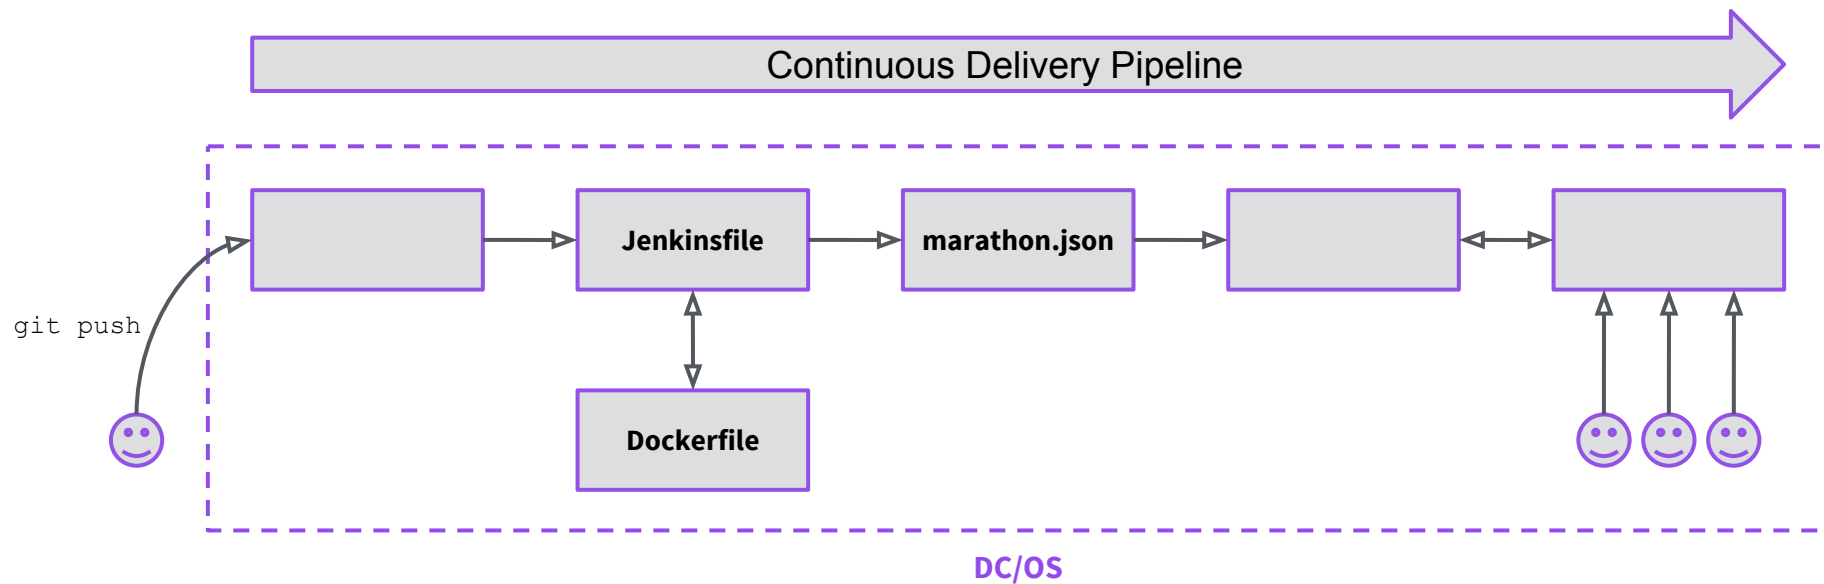 Continuous Delivery Pipeline
Jenkinsfile
marathon.json
git push
Dockerfile
DC/OS